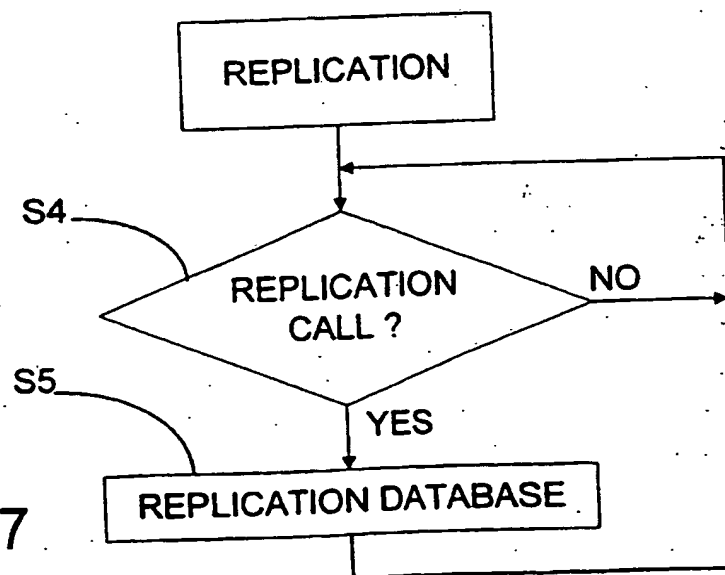 REPLICATION
S4
REPLICATION
CALL ?
NO
S5
YES
REPLICATION DATABASE
7